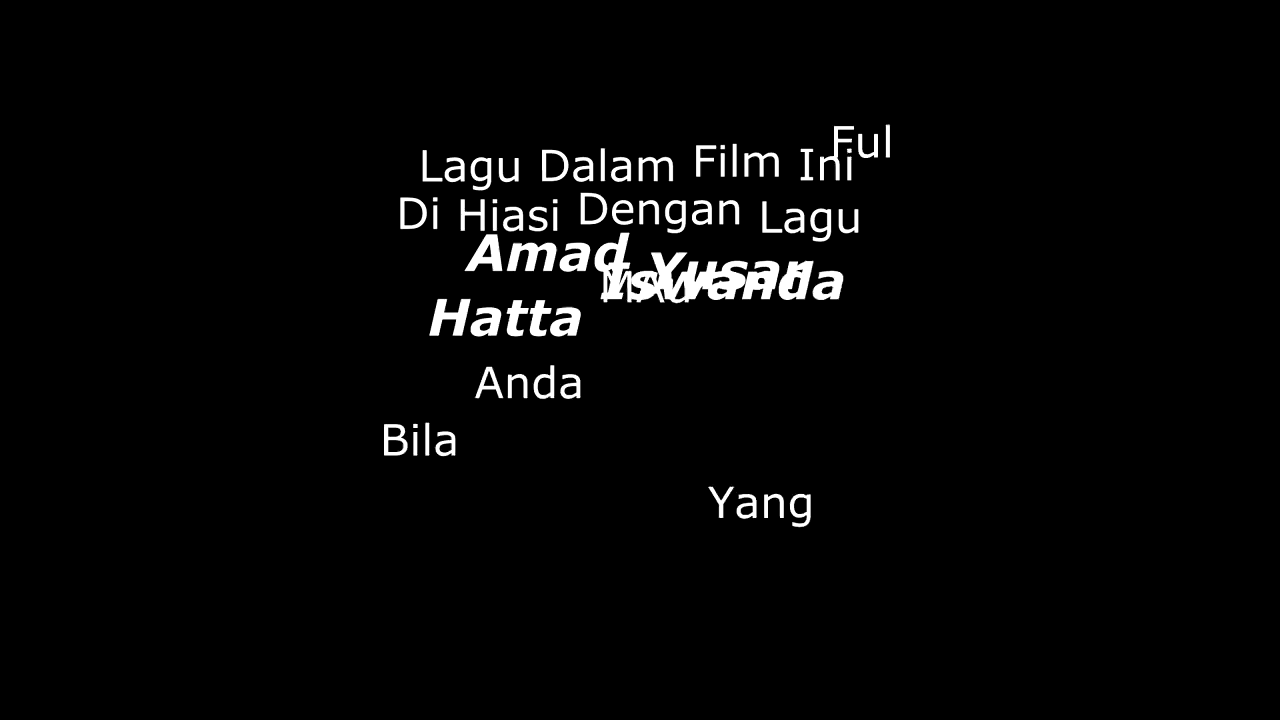 Ful
Lagu Dalam Film Ini
Di Hiasi Dengan Lagu
Amad Yusar
Iswanda
Hatta
Anda
Bila
Yang